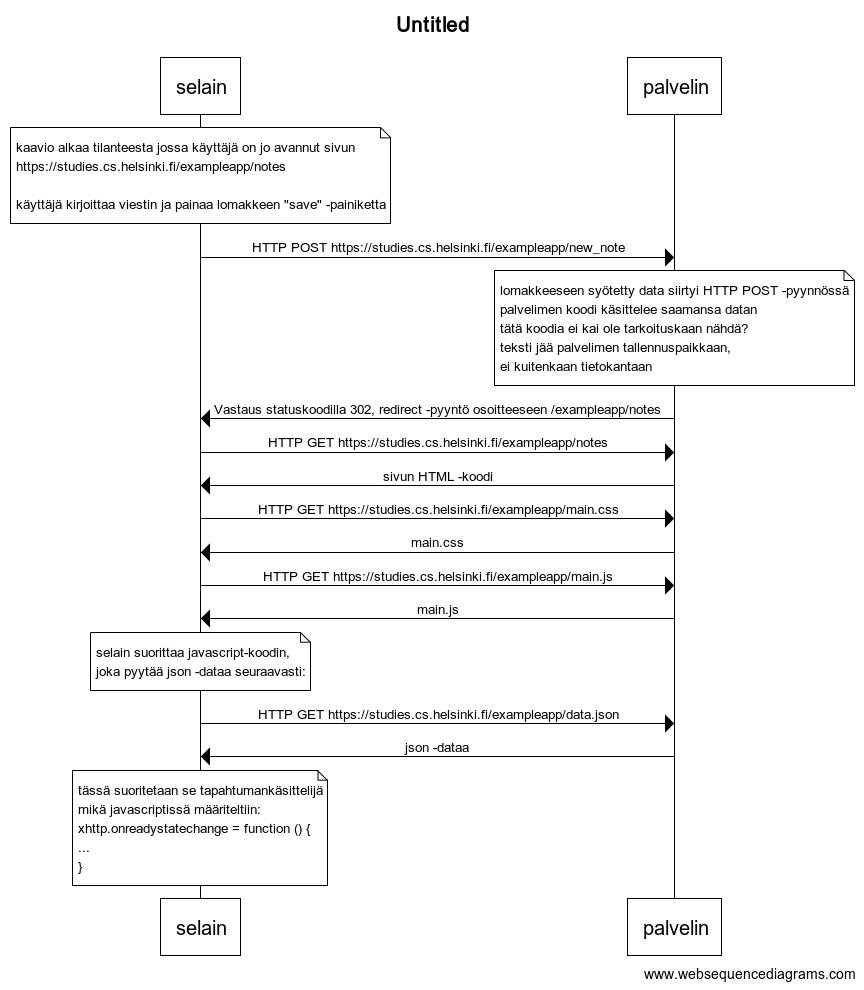 Untitled
selain
palvelin
kaavio alkaa tilanteesta jossa käyttäjä on jo avannut sivun
https://studies.cs.helsinki.fi/exampleapp/notes
käyttäjä kirjoittaa viestin ja painaa lomakkeen "save" -painiketta
HTTP POST https://studies.cs.helsinki.fi/exampleapp/new_note
lomakkeeseen syötetty data siirtyi HTTP POST -pyynnössä
palvelimen koodi käsittelee saamansa datan
tätä koodia ei kai ole tarkoituskaan nähdä?
teksti jää palvelimen tallennuspaikkaan,
ei kuitenkaan tietokantaan
Vastaus statuskoodilla 302, redirect -pyyntö osoitteeseen /exampleapp/notes
HTTP GET https://studies.cs.helsinki.fi/exampleapp/notes
sivun HTML -koodi
HTTP GET https://studies.cs.helsinki.fi/exampleapp/main.css
main.css
HTTP GET https://studies.cs.helsinki.fi/exampleapp/main.js
main.js
selain suorittaa javascript-koodin,
joka pyytää json -dataa seuraavasti:
HTTP GET https://studies.cs.helsinki.fi/exampleapp/data.json
json -dataa
tässä suoritetaan se tapahtumankäsittelijä
mikä javascriptissä määriteltiin:
xhttp.onreadystatechange = function () {
...
}
selain
palvelin
www.websequencediagrams.com